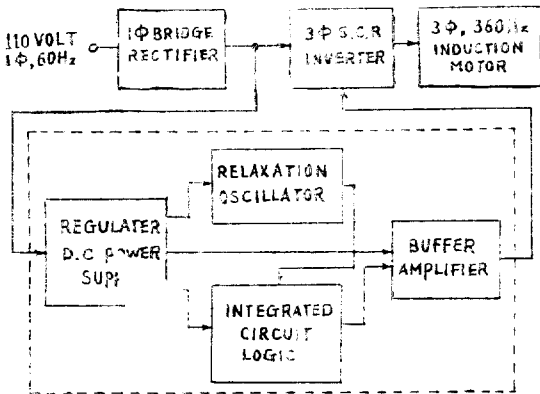 110 VOLT
1Φ, 60Hz
1Φ BRIDGE
RECTIFIER
3Φ S.C.R
INVERTER
3Φ, 360Hz
INDUCTION
MOTOR
RELAXATION
OSCILLATOR
REGULATER
D.C POWER
BUFFER
AMPLIFIER
INTEGRATED
CIRCUIT
LOGIC